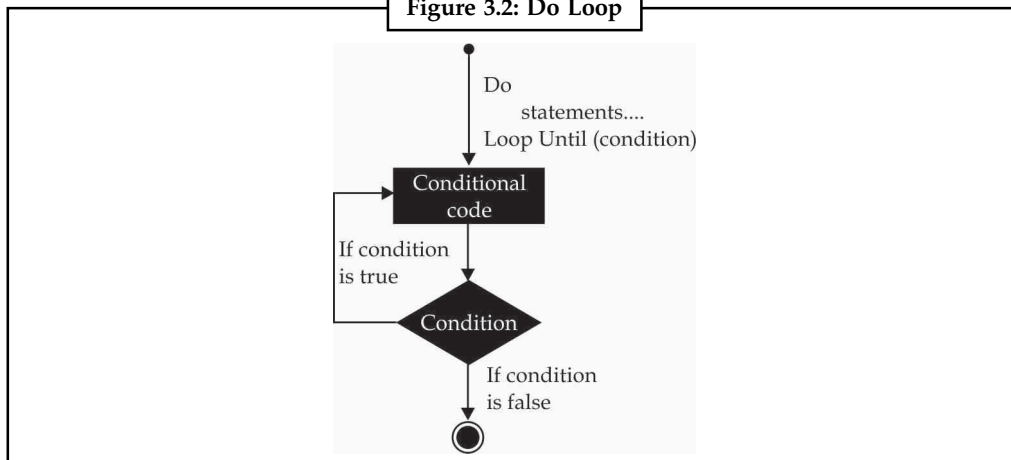 Figure 3.2: Do Loop
Do
statements....
Loop Until (condition)
Conditional
code
If condition
is true
Condition
If condition
is false